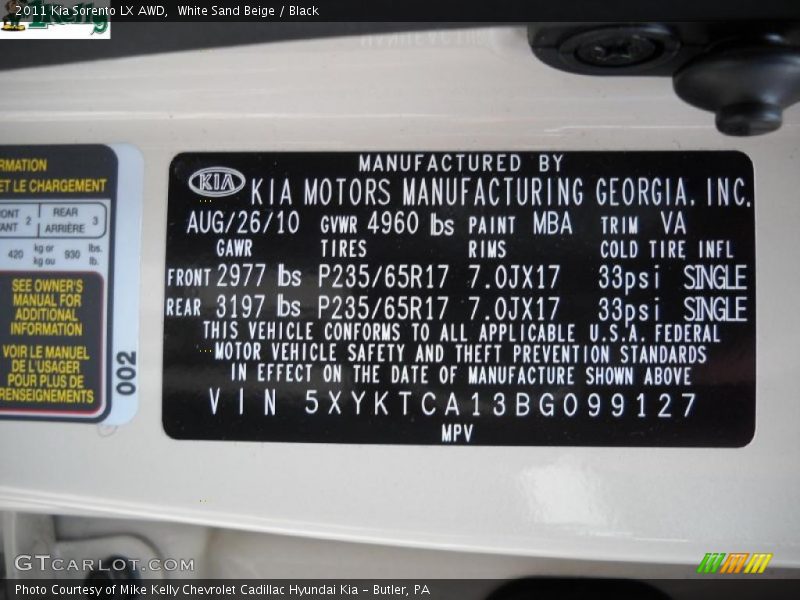 2011 Kia Sorento LX AWD, White Sand Beige / Black
Kelly
MANUFACTURED BY
KIA
KIA MOTORS MANUFACTURING GEORGIA. INC.
AUG/26/10 GVWR 4960 lbs PAINT MBA TRIM VA
GAWR TIRES RIMS COLD TIRE INFL
FRONT 2977 lbs P235/65R17 7.0JX17 33psi SINGLE
REAR 3197 lbs P235/65R17 7.0JX17 33psi SINGLE
THIS VEHICLE CONFORMS TO ALL APPLICABLE U.S.A. FEDERAL
MOTOR VEHICLE SAFETY AND THEFT PREVENTION STANDARDS
IN EFFECT ON THE DATE OF MANUFACTURE SHOWN ABOVE
VIN 5XYKTCA13BG099127
MPV
RMATION
ET LE CHARGEMENT
ONT 2 REAR 3
ANT ARRIÈRE
420 kg or 930 lbs.
kg ou lb.
SEE OWNER'S
MANUAL FOR
ADDITIONAL
INFORMATION
VOIR LE MANUEL
DE L'USAGER
POUR PLUS DE
RENSEIGNEMENTS
002
GTCARLOT.COM
Photo Courtesy of Mike Kelly Chevrolet Cadillac Hyundai Kia - Butler, PA